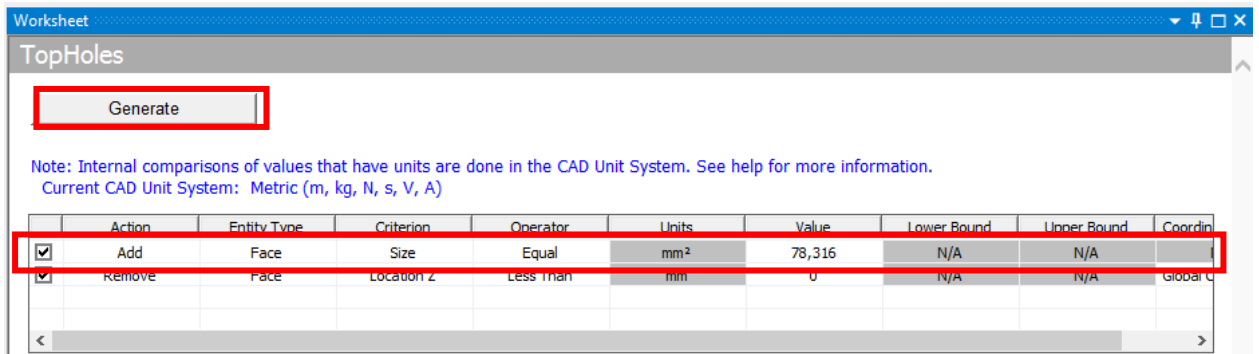 Worksheet
TopHoles
Generate
Note: Internal comparisons of values that have units are done in the CAD Unit System. See help for more information.
Current CAD Unit System: Metric (m, kg, N, s, V, A)
Action Entity Type Criterion Operator Units Value Lower Bound Upper Bound Coordin
Add Face Size Equal mm² 78,316 N/A N/A
Remove Face Location Z Less Than mm 0 N/A N/A Global C